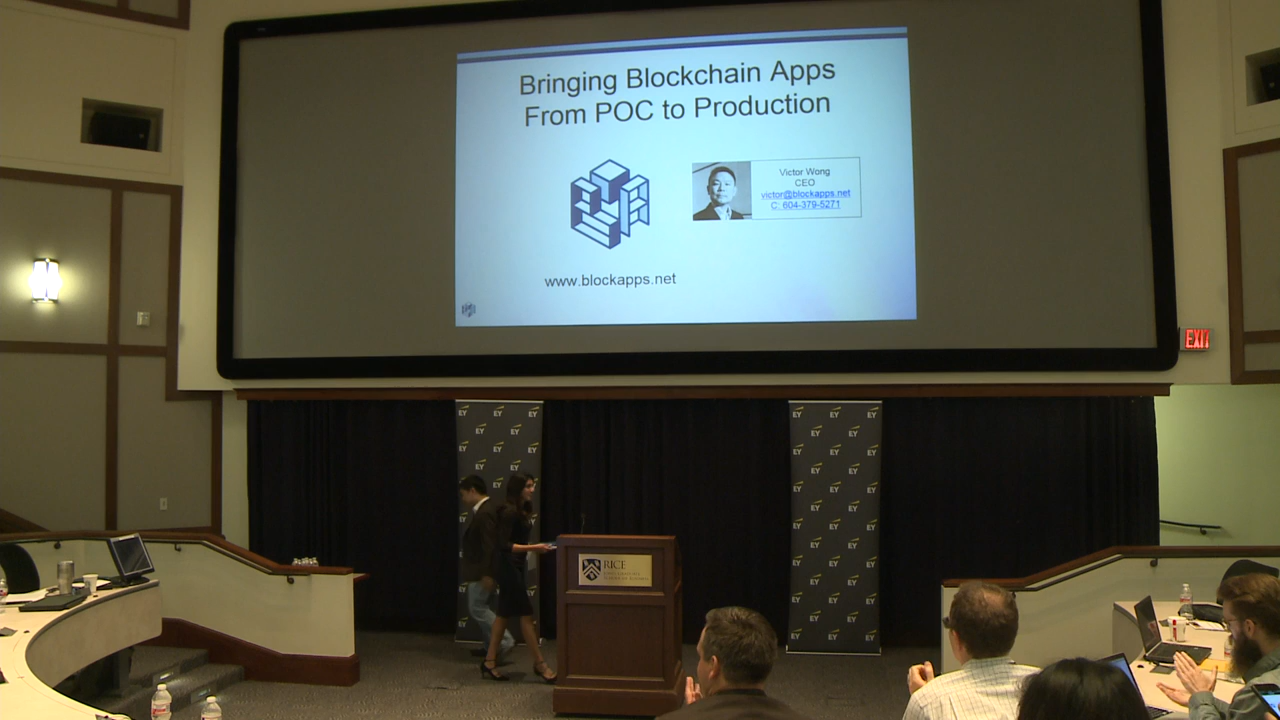 Bringing Blockchain Apps
From POC to Production
Victor Wong
CEO
victor@blockapps.net
C: 604-379-5271
www.blockapps.net
EXIT
EY
RICE